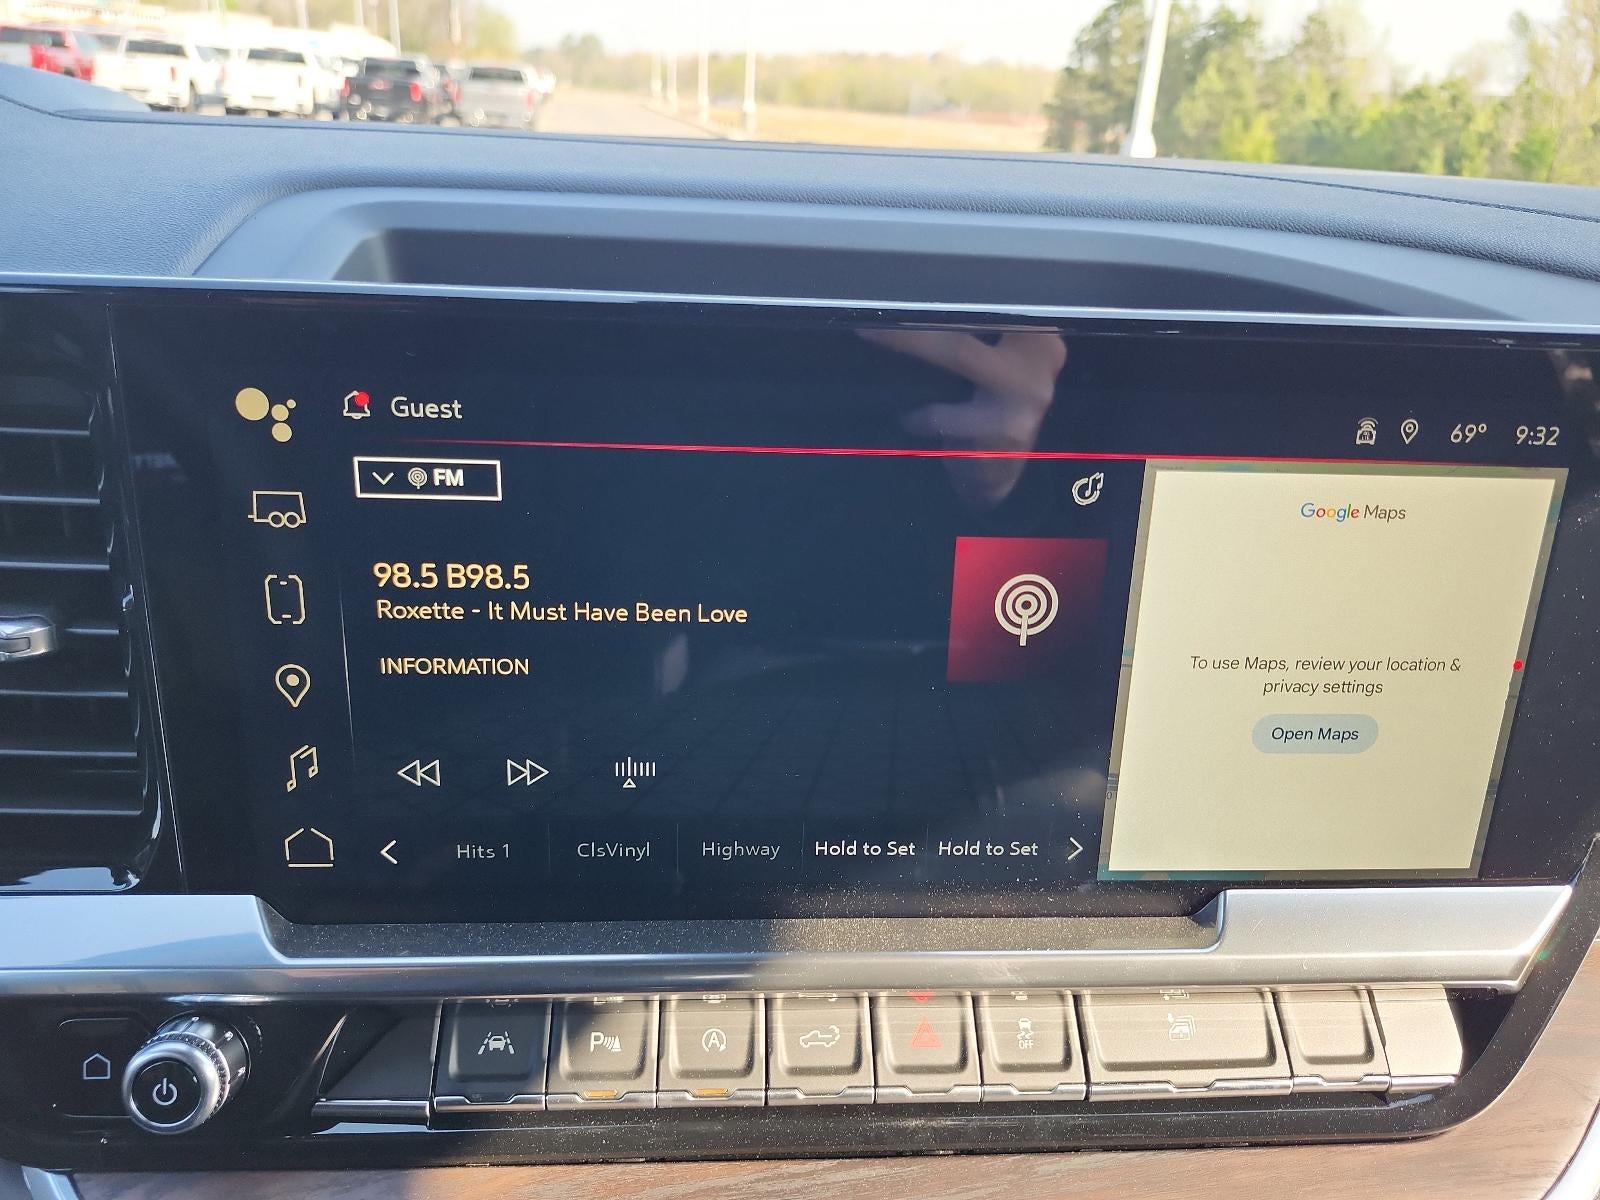 Guest
69° 9:32
FM
Google Maps
98.5 B98.5
Roxette - It Must Have Been Love
INFORMATION
To use Maps, review your location &
privacy settings
Open Maps
Hits 1 ClsVinyl Highway Hold to Set Hold to Set
P A OFF